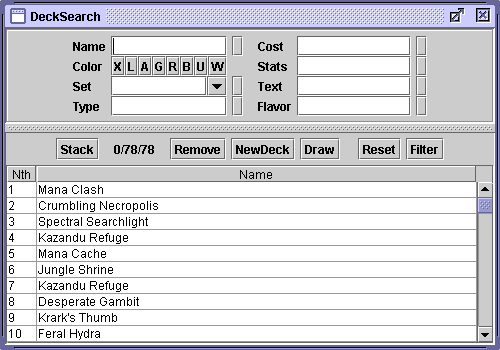 DeckSearch
Name Cost
Color X L A G R B U W Stats
Set Text
Type Flavor
Stack 0/78/78 Remove NewDeck Draw Reset Filter
Nth Name
1 Mana Clash
2 Crumbling Necropolis
3 Spectral Searchlight
4 Kazandu Refuge
5 Mana Cache
6 Jungle Shrine
7 Kazandu Refuge
8 Desperate Gambit
9 Krark's Thumb
10 Feral Hydra